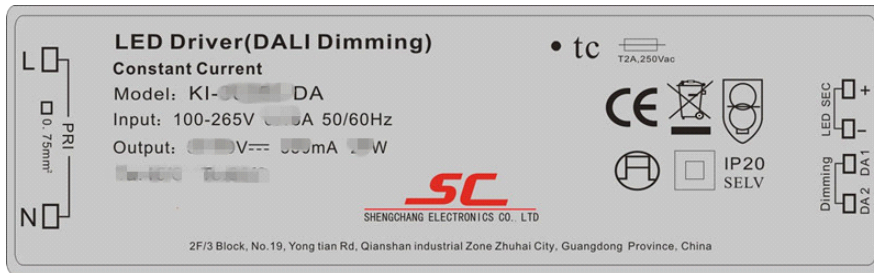 LED Driver(DALI Dimming)
Constant Current
Model: KI- DA
Input: 100-265V A 50/60Hz
Output: V⎓ mA W
L
N
PRI
0.75mm²
tc
T2A,250Vac
CE
IP20
SELV
LED SEC
+
-
Dimming
DA1
DA2
SC
SHENGCHANG ELECTRONICS CO. LTD
2F/3 Block, No.19, Yong tian Rd, Qianshan industrial Zone Zhuhai City, Guangdong Province, China